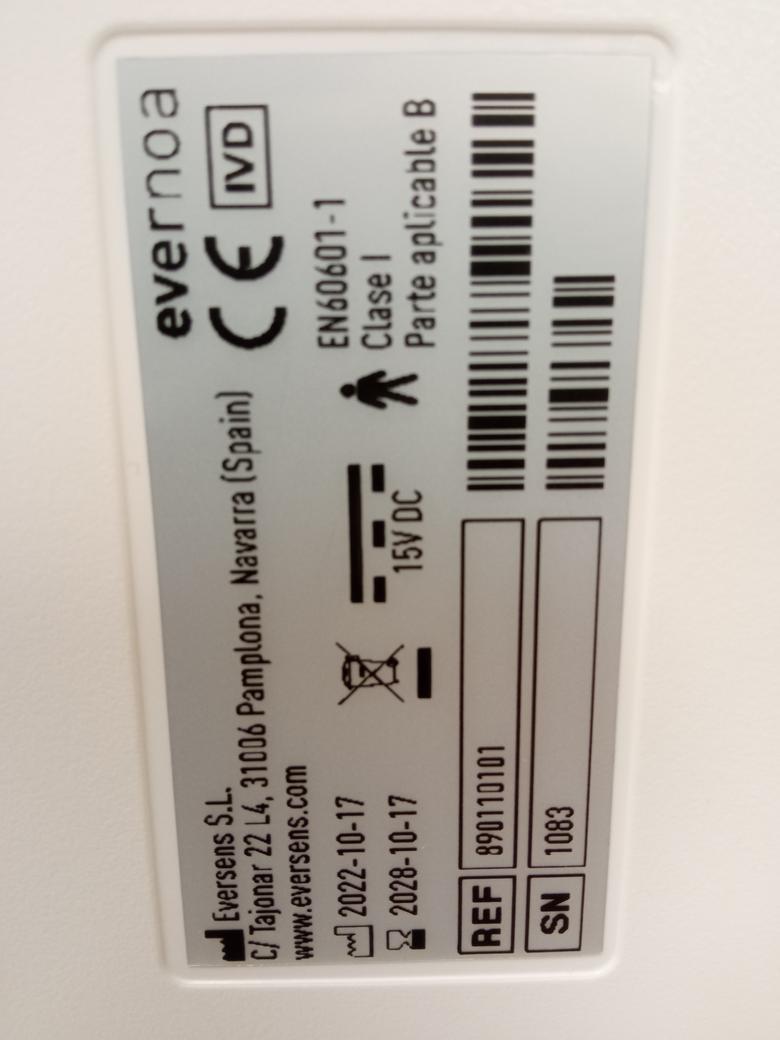 Eversens S.L.
C/ Tajonar 22 L4, 31006 Pamplona, Navarra (Spain)
www.eversens.com
evernoa
CE IVD
2022-10-17
2028-10-17
15V DC
EN60601-1
Clase I
Parte aplicable B
REF 890110101
SN 1083